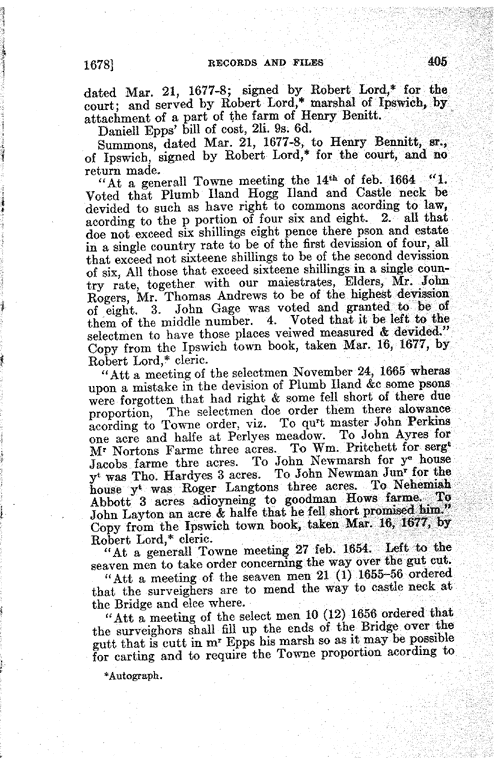 1678] RECORDS AND FILES 405
dated Mar. 21, 1677-8; signed by Robert Lord,* for the
court; and served by Robert Lord,* marshal of Ipswich, by
attachment of a part of the farm of Henry Benitt.
Daniell Epps' bill of cost, 2li. 9s. 6d.
Summons, dated Mar. 21, 1677-8, to Henry Bennitt, sr.,
of Ipswich, signed by Robert Lord,* for the court, and no
return made.
"At a generall Towne meeting the 14th of feb. 1664 "1.
Voted that Plumb Iland Hogg Iland and Castle neck be
devided to such as have right to commons acording to law,
acording to the p portion of four six and eight. 2. all that
doe not exceed six shillings eight pence there pson and estate
in a single country rate to be of the first devission of four, all
that exceed not sixteene shillings to be of the second devission
of six, All those that exceed sixteene shillings in a single coun-
try rate, together with our maiestrates, Elders, Mr. John
Rogers, Mr. Thomas Andrews to be of the highest devission
of eight. 3. John Gage was voted and granted to be of
them of the middle number. 4. Voted that it be left to the
selectmen to have those places veiwed measured & devided."
Copy from the Ipswich town book, taken Mar. 16, 1677, by
Robert Lord,* cleric.
"Att a meeting of the selectmen November 24, 1665 wheras
upon a mistake in the devision of Plumb Iland &c some psons
were forgotten that had right & some fell short of there due
proportion, The selectmen doe order them there alowance
acording to Towne order, viz. To qurt master John Perkins
one acre and halfe at Perlyes meadow. To John Ayres for
Mr Nortons Farme three acres. To Wm. Pritchett for sergt
Jacobs farme thre acres. To John Newmarsh for ye house
yt was Tho. Hardyes 3 acres. To John Newman Junr for the
house yt was Roger Langtons three acres. To Nehemiah
Abbott 3 acres adioyneing to goodman Hows farme. To
John Layton an acre & halfe that he fell short promised him."
Copy from the Ipswich town book, taken Mar. 16, 1677, by
Robert Lord,* cleric.
"At a generall Towne meeting 27 feb. 1654. Left to the
seaven men to take order concerning the way over the gut cut.
"Att a meeting of the seaven men 21 (1) 1655-56 ordered
that the surveighers are to mend the way to castle neck at
the Bridge and elce where.
"Att a meeting of the select men 10 (12) 1656 ordered that
the surveighors shall fill up the ends of the Bridge over the
gutt that is cutt in mr Epps his marsh so as it may be possible
for carting and to require the Towne proportion acording to
*Autograph.